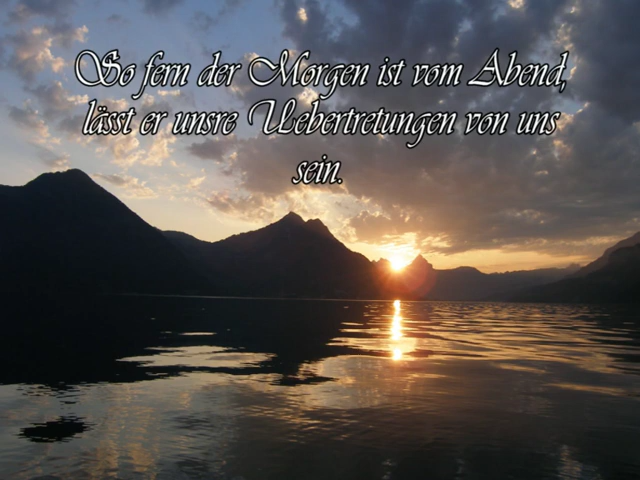 So fern der Morgen ist vom Abend,
lässt er unsre Uebertretungen von uns
sein.